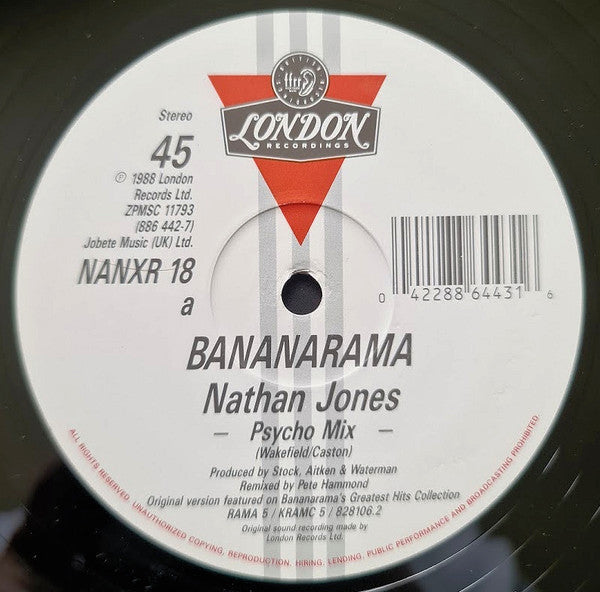 LONDON
RECORDINGS
Stereo
45
℗ 1988 London
Records Ltd.
ZPMSC 11793
(886 442-7)
Jobete Music (UK) Ltd.
NANXR 18
a
0 42288 64431 6
BANANARAMA
Nathan Jones
– Psycho Mix –
(Wakefield/Caston)
Produced by Stock, Aitken & Waterman
Remixed by Pete Hammond
Original version featured on Bananarama's Greatest Hits Collection
RAMA 5 / KRAMC 5 / 828106.2
Original sound recording made by
London Records Ltd.
ALL RIGHTS RESERVED. UNAUTHORIZED COPYING, REPRODUCTION, HIRING, LENDING, PUBLIC PERFORMANCE AND BROADCASTING PROHIBITED.